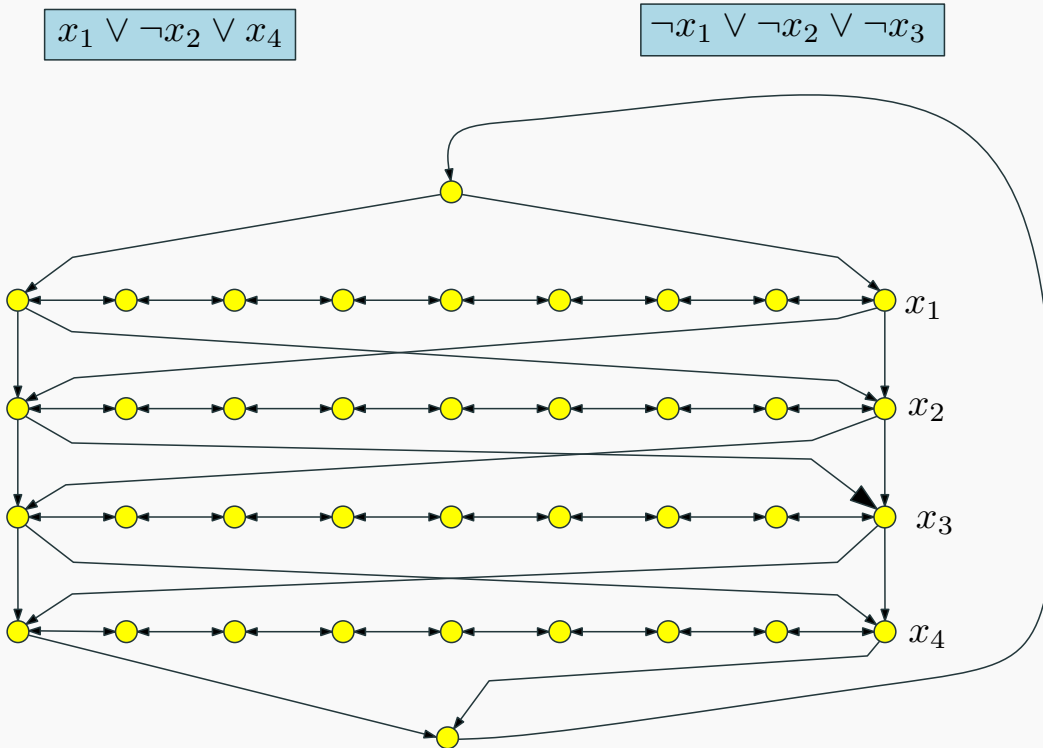 x₁ ∨ ¬x₂ ∨ x₄
¬x₁ ∨ ¬x₂ ∨ ¬x₃
x₁
x₂
x₃
x₄